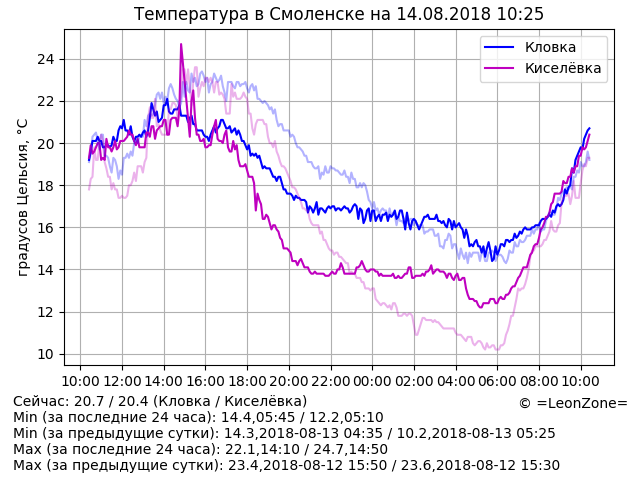 Температура в Смоленске на 14.08.2018 10:25
Кловка
Киселёвка
градусов Цельсия, °C
24
22
20
18
16
14
12
10
10:00 12:00 14:00 16:00 18:00 20:00 22:00 00:00 02:00 04:00 06:00 08:00 10:00
Сейчас: 20.7 / 20.4 (Кловка / Киселёвка)
© =LeonZone=
Min (за последние 24 часа): 14.4,05:45 / 12.2,05:10
Min (за предыдущие сутки): 14.3,2018-08-13 04:35 / 10.2,2018-08-13 05:25
Max (за последние 24 часа): 22.1,14:10 / 24.7,14:50
Max (за предыдущие сутки): 23.4,2018-08-12 15:50 / 23.6,2018-08-12 15:30